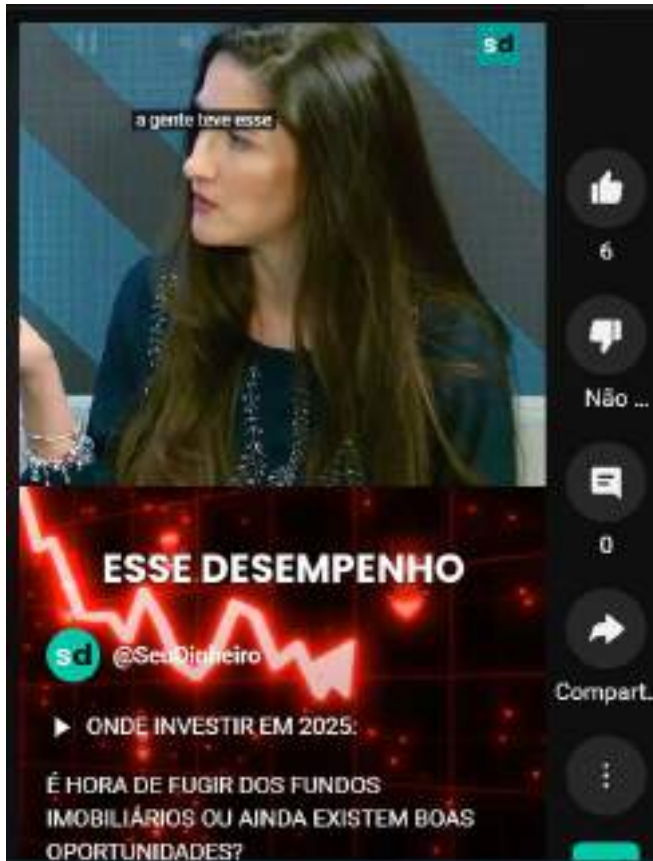 sd
a gente teve esse
6
Não ...
0
ESSE DESEMPENHO
sd @SeuDinheiro
Compart...
ONDE INVESTIR EM 2025:
É HORA DE FUGIR DOS FUNDOS
IMOBILIÁRIOS OU AINDA EXISTEM BOAS
OPORTUNIDADES?